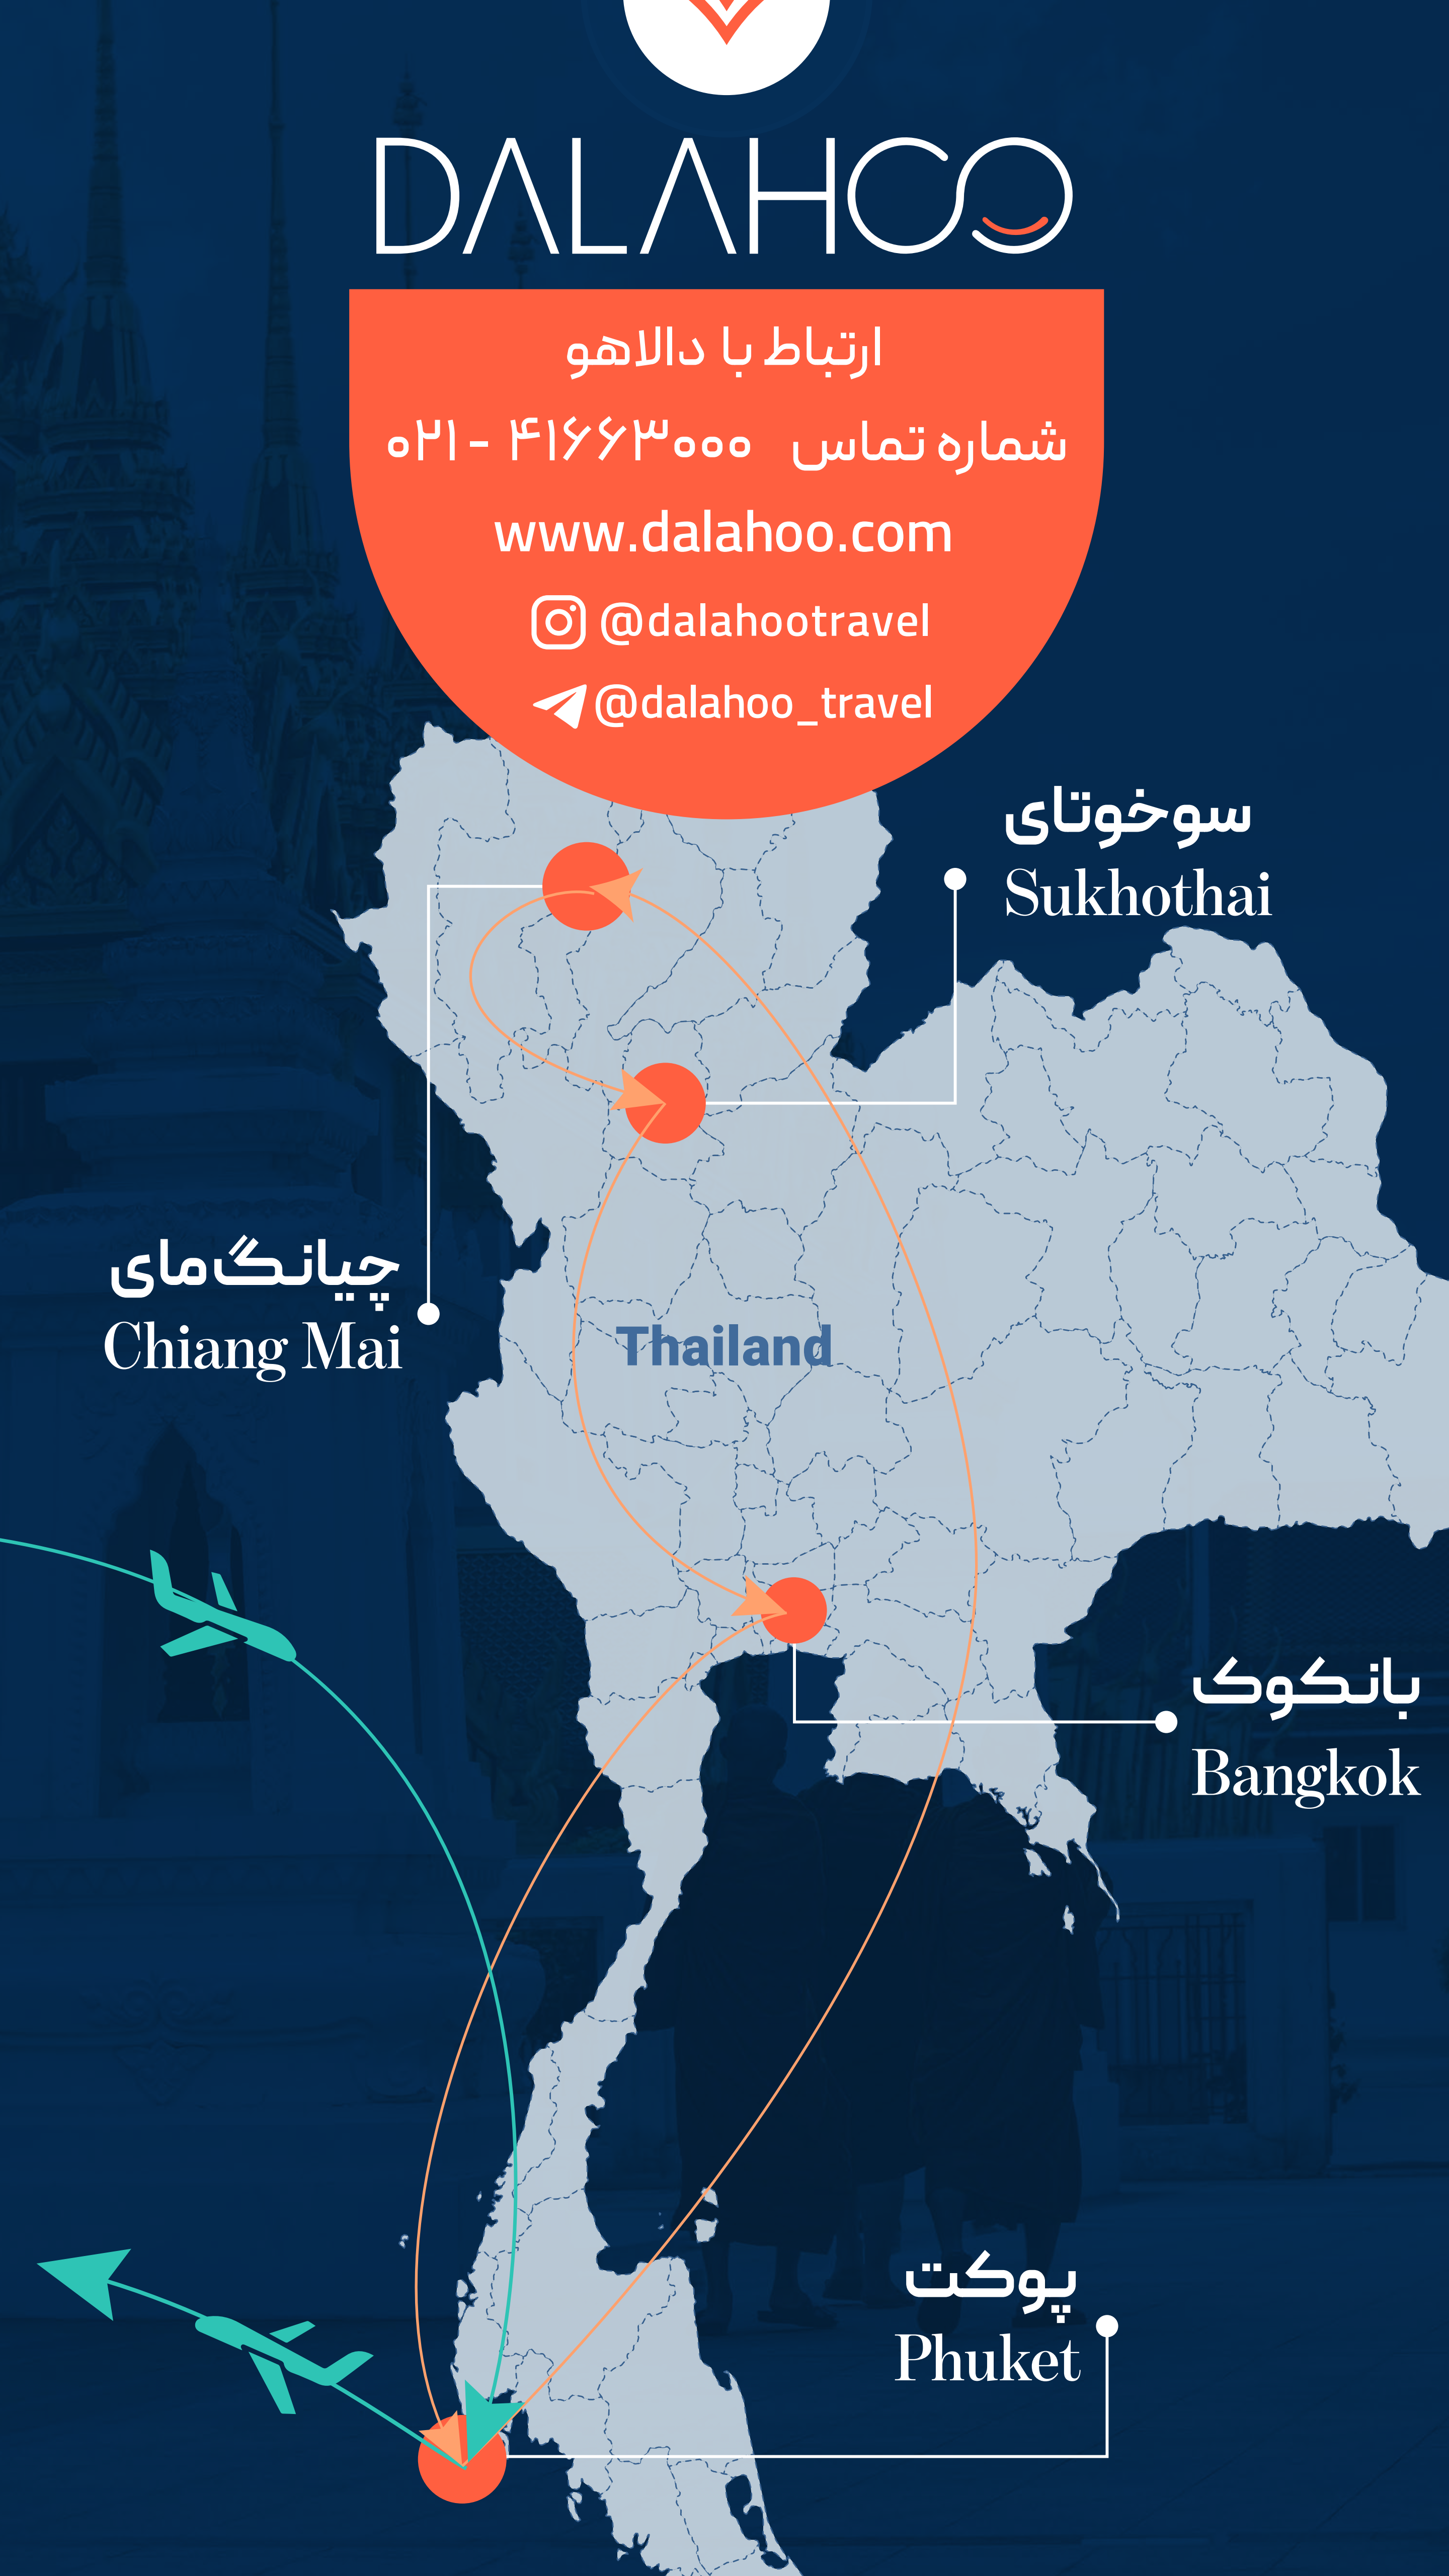 DALAHOO
ارتباط با دالاهو
شماره تماس ۰۲۱ - ۴۱۶۶۳۰۰۰
www.dalahoo.com
@dalahootravel
@dalahoo_travel
سوخوتای
Sukhothai
چیانگ‌مای
Chiang Mai
Thailand
بانکوک
Bangkok
پوکت
Phuket